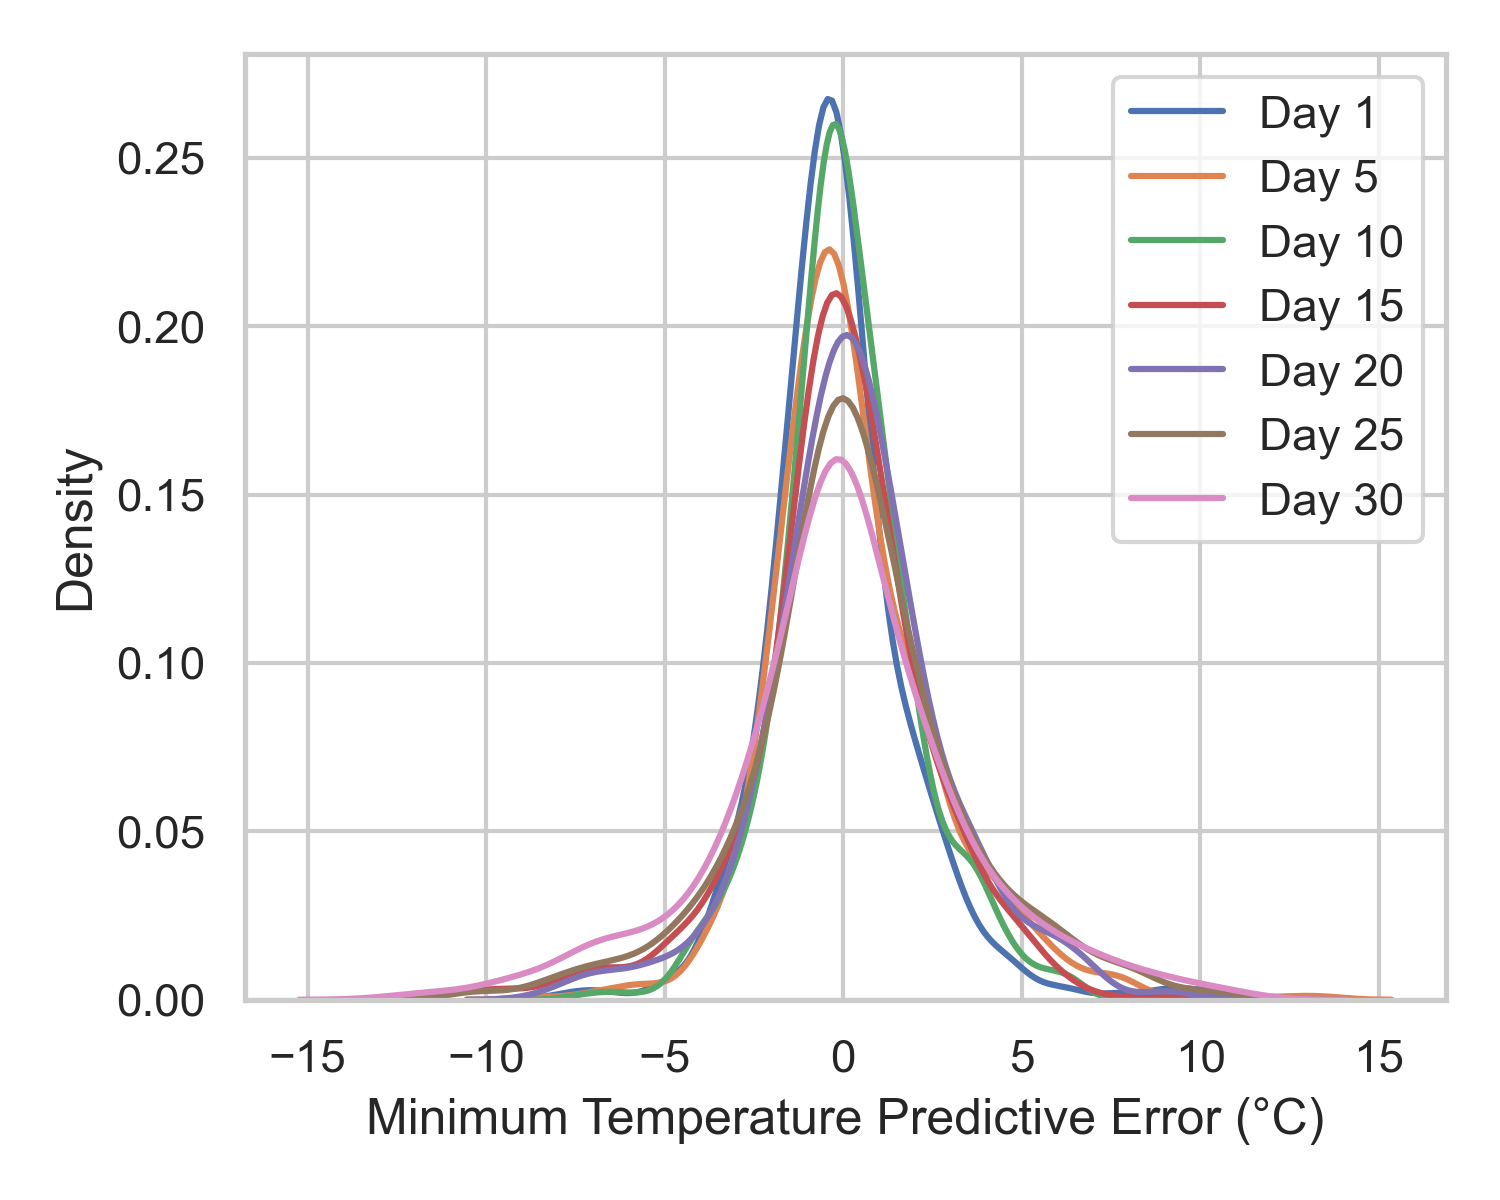 Day 1
Day 5
Day 10
Day 15
Day 20
Day 25
Day 30
0.25
0.20
0.15
0.10
0.05
0.00
Density
−15 −10 −5 0 5 10 15
Minimum Temperature Predictive Error (°C)